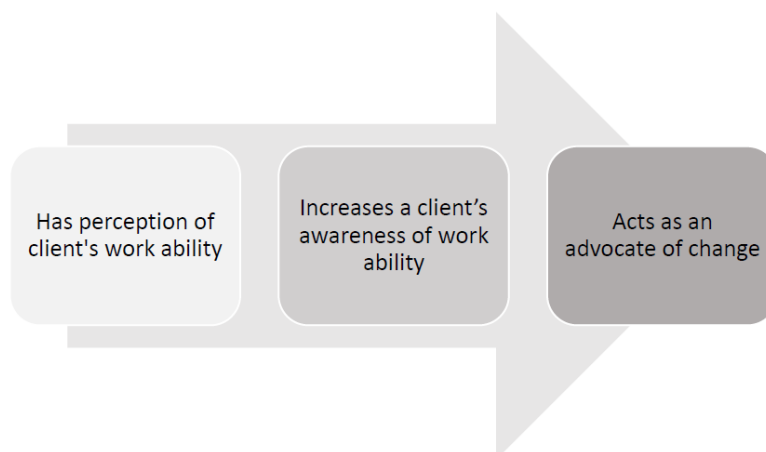 Has perception of
client's work ability
Increases a client’s
awareness of work
ability
Acts as an
advocate of change